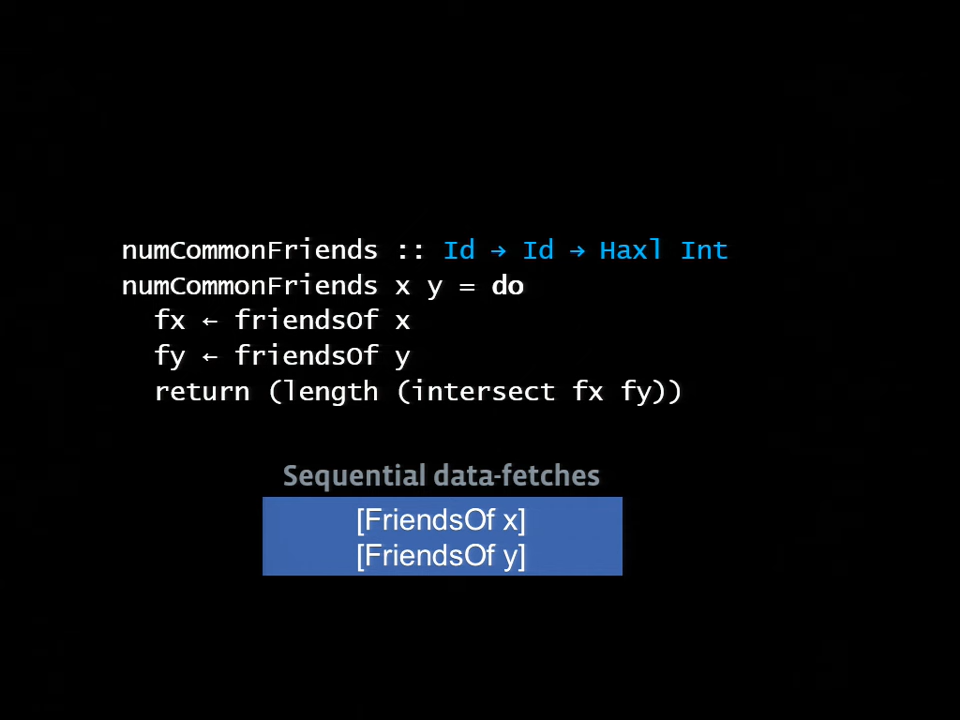 numCommonFriends :: Id → Id → Haxl Int
numCommonFriends x y = do
  fx ← friendsOf x
  fy ← friendsOf y
  return (length (intersect fx fy))
Sequential data-fetches
[FriendsOf x]
[FriendsOf y]